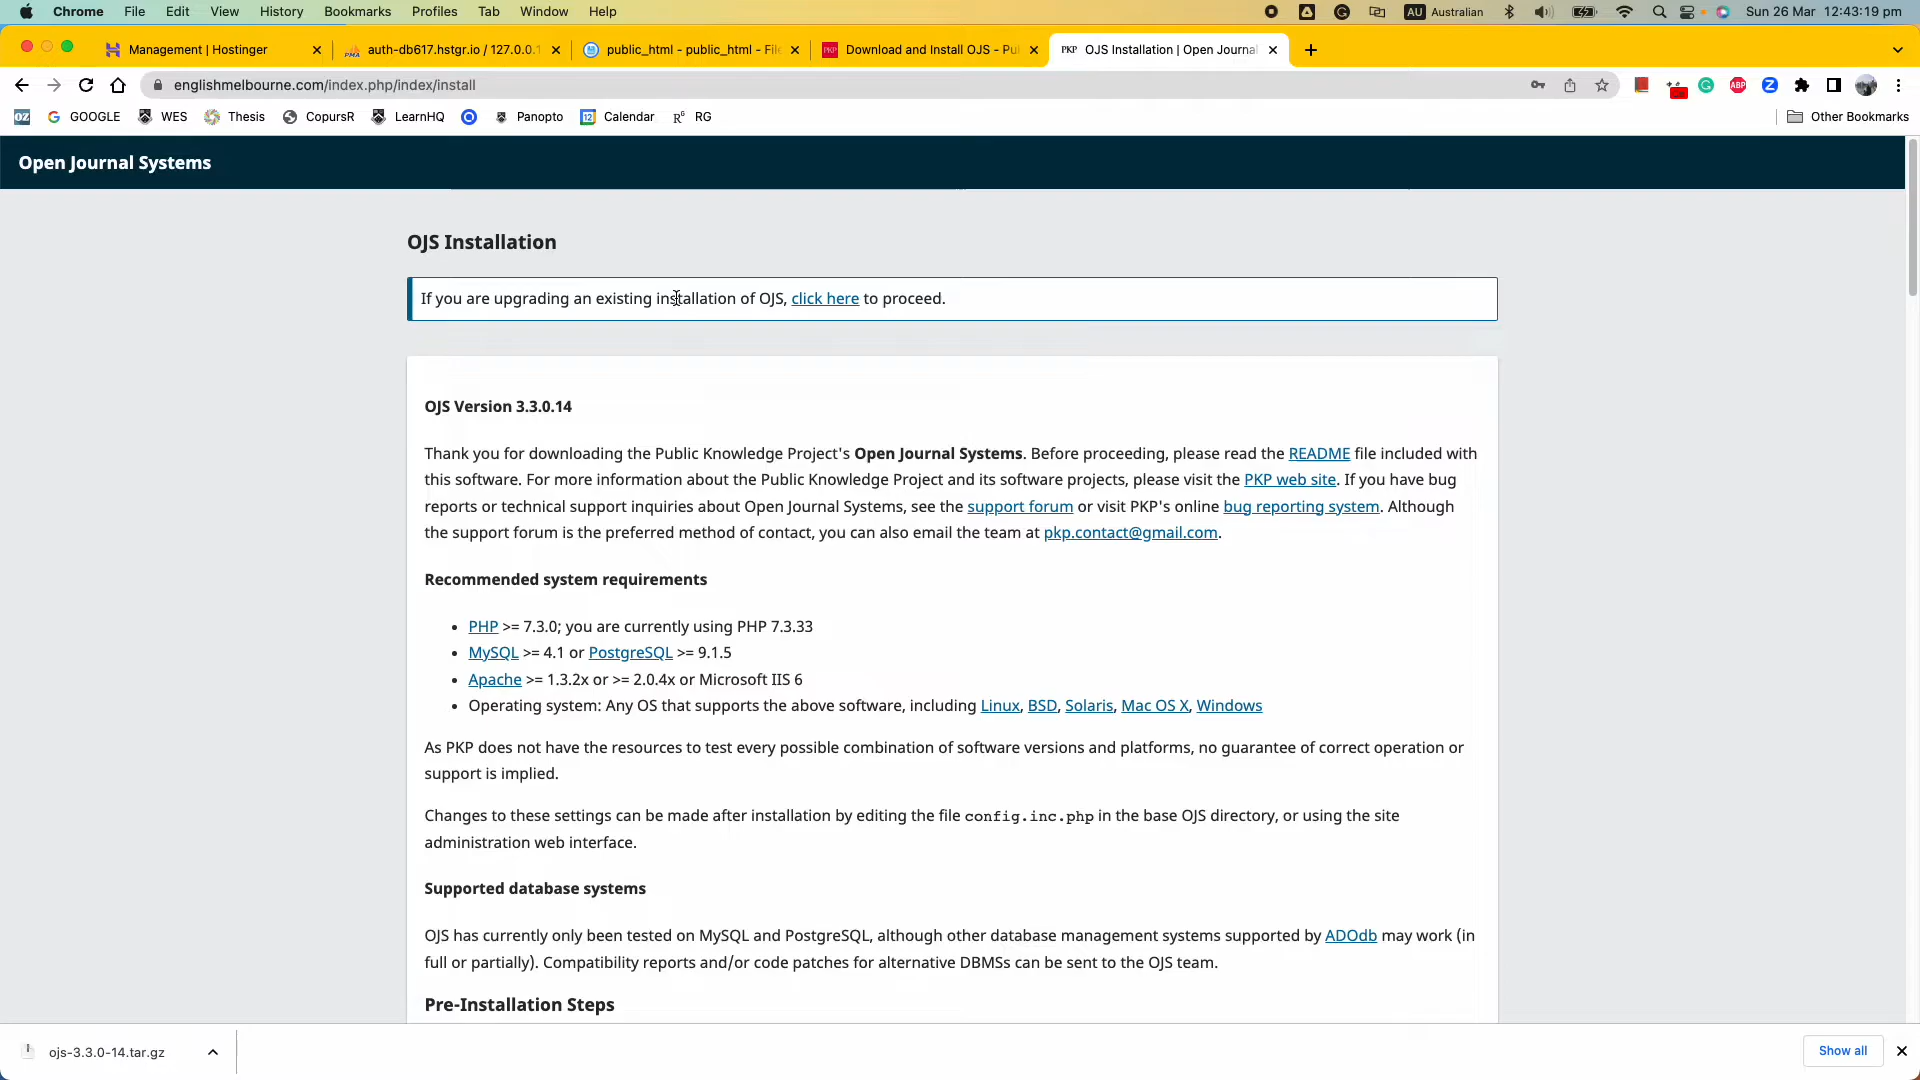 Chrome File Edit View History Bookmarks Profiles Tab Window Help AU Australian Sun 26 Mar 12:43:19 pm
Management | Hostinger auth-db617.hstgr.io / 127.0.0.1 public_html - public_html - File PKP Download and Install OJS - Pu PKP OJS Installation | Open Journa
englishmelbourne.com/index.php/index/install
GOOGLE WES Thesis CopursR LearnHQ Panopto Calendar RG Other Bookmarks
Open Journal Systems
OJS Installation
If you are upgrading an existing installation of OJS, click here to proceed.
OJS Version 3.3.0.14
Thank you for downloading the Public Knowledge Project's Open Journal Systems. Before proceeding, please read the README file included with
this software. For more information about the Public Knowledge Project and its software projects, please visit the PKP web site. If you have bug
reports or technical support inquiries about Open Journal Systems, see the support forum or visit PKP's online bug reporting system. Although
the support forum is the preferred method of contact, you can also email the team at pkp.contact@gmail.com.
Recommended system requirements
• PHP >= 7.3.0; you are currently using PHP 7.3.33
• MySQL >= 4.1 or PostgreSQL >= 9.1.5
• Apache >= 1.3.2x or >= 2.0.4x or Microsoft IIS 6
• Operating system: Any OS that supports the above software, including Linux, BSD, Solaris, Mac OS X, Windows
As PKP does not have the resources to test every possible combination of software versions and platforms, no guarantee of correct operation or
support is implied.
Changes to these settings can be made after installation by editing the file config.inc.php in the base OJS directory, or using the site
administration web interface.
Supported database systems
OJS has currently only been tested on MySQL and PostgreSQL, although other database management systems supported by ADOdb may work (in
full or partially). Compatibility reports and/or code patches for alternative DBMSs can be sent to the OJS team.
Pre-Installation Steps
ojs-3.3.0-14.tar.gz Show all